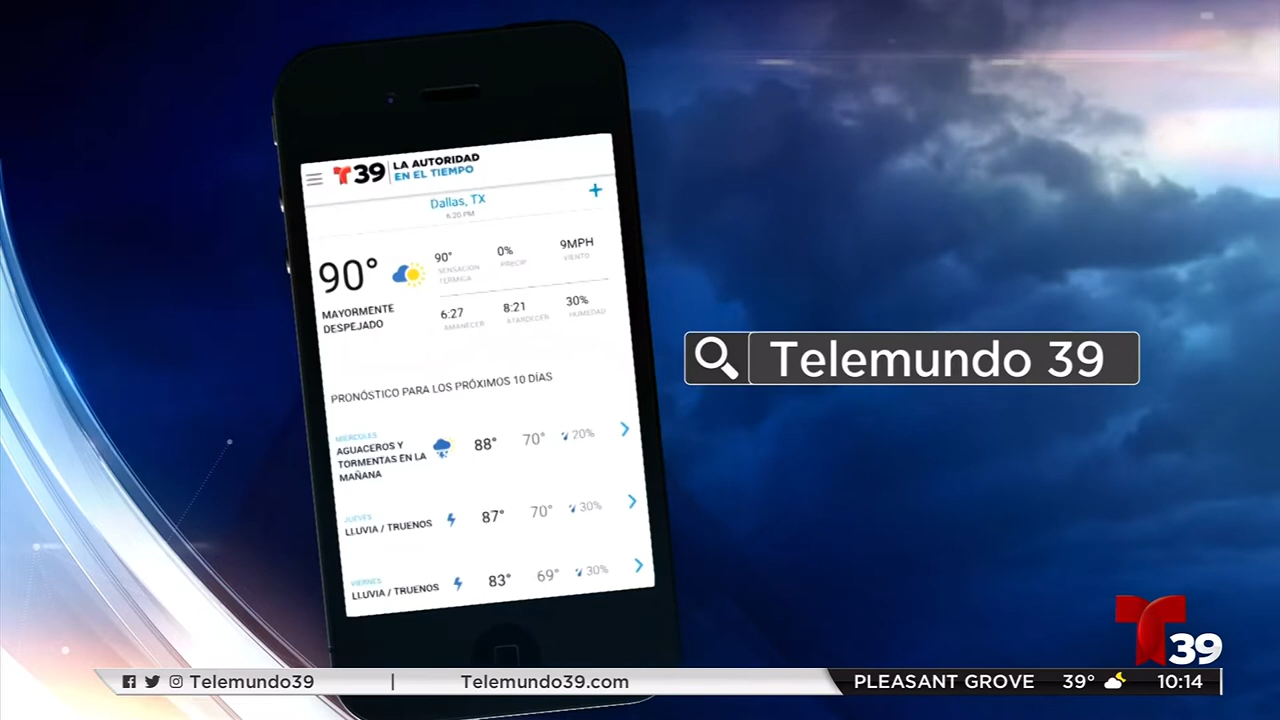 T39 LA AUTORIDAD
EN EL TIEMPO
Dallas, TX
6:20 PM
90°
MAYORMENTE
DESPEJADO
90°
SENSACION
TERMICA
0%
PRECIP
9MPH
VIENTO
6:27
AMANECER
8:21
ATARDECER
30%
HUMEDAD
PRONÓSTICO PARA LOS PRÓXIMOS 10 DÍAS
MIÉRCOLES
AGUACEROS Y
TORMENTAS EN LA
MAÑANA
88° 70° 20%
JUEVES
LLUVIA / TRUENOS 87° 70° 30%
VIERNES
LLUVIA / TRUENOS 83° 69° 30%
Telemundo 39
T39
Telemundo39 | Telemundo39.com PLEASANT GROVE 39° 10:14